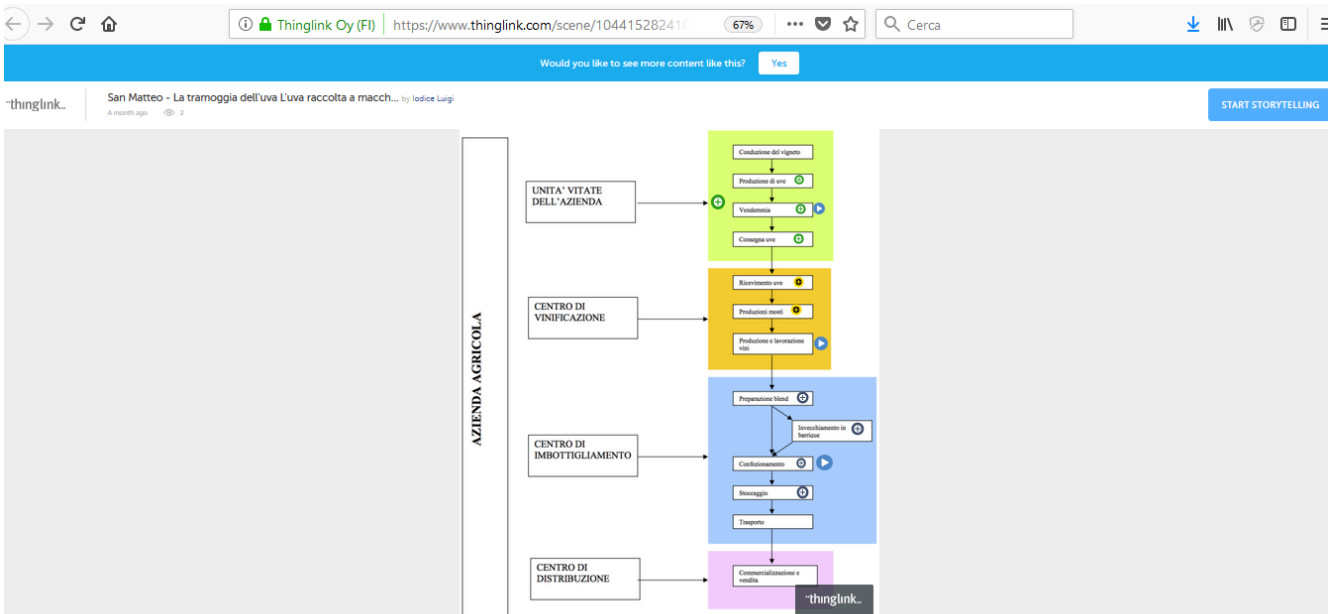 Thinglink Oy (FI)
https://www.thinglink.com/scene/10441528241
67%
Cerca
Would you like to see more content like this?
Yes
"thinglink..
San Matteo - La tramoggia dell'uva L'uva raccolta a macch... by Iodice Luigi
A month ago 2
START STORYTELLING
AZIENDA AGRICOLA
UNITA' VITATE
DELL'AZIENDA
Conduzione del vigneto
Produzione di uve
Vendemmia
Consegna uve
CENTRO DI
VINIFICAZIONE
Ricevimento uve
Produzioni mosti
Produzione e lavorazione
vini
CENTRO DI
IMBOTTIGLIAMENTO
Preparazione blend
Invecchiamento in
barrique
Confezionamento
Stoccaggio
Trasporto
CENTRO DI
DISTRIBUZIONE
Commercializzazione e
vendita
"thinglink..